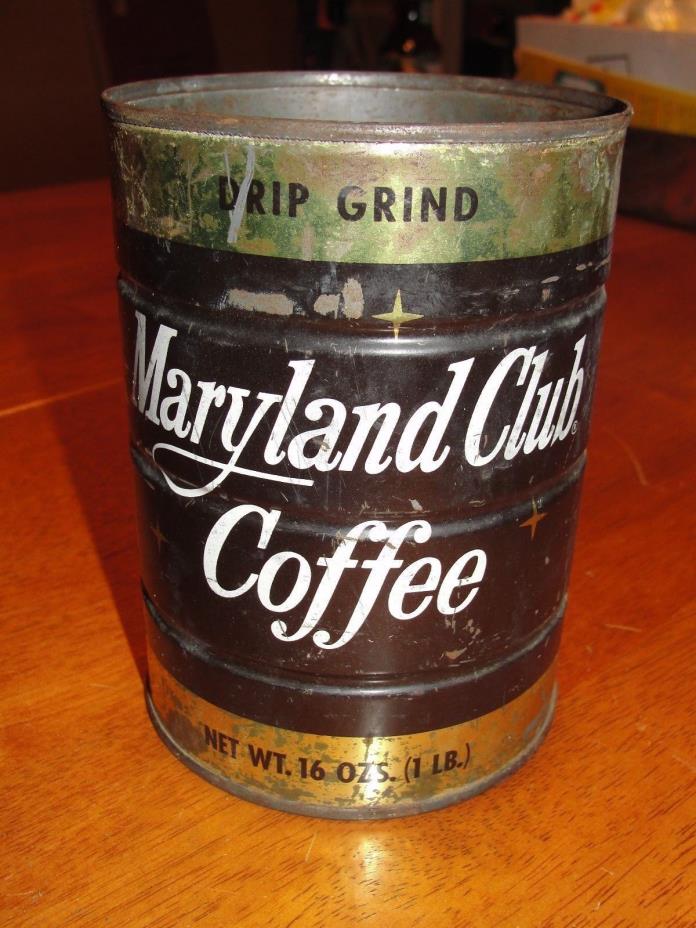 DRIP GRIND
Maryland Club®
Coffee
NET WT. 16 OZS. (1 LB.)